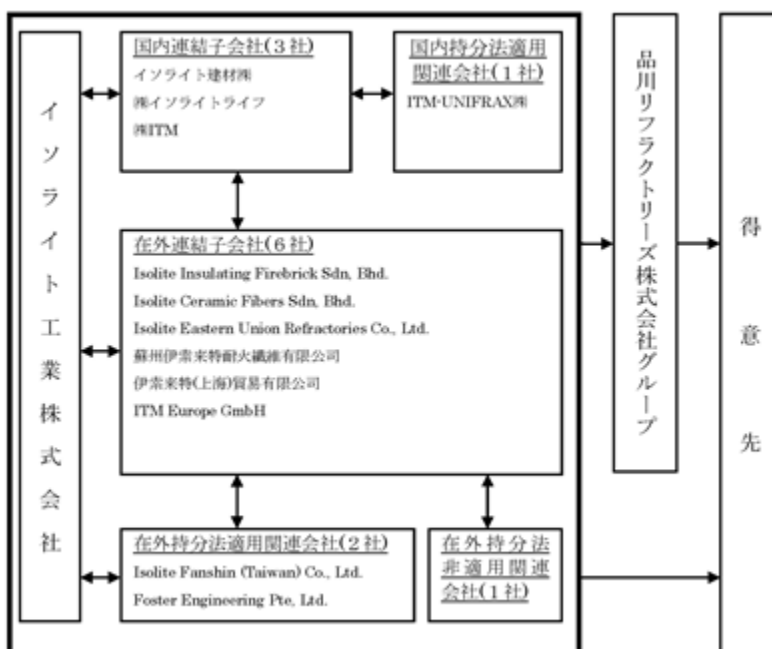 イソライト工業株式会社
国内連結子会社(3社)
イソライト建材㈱
㈱イソライトライフ
㈱ITM
国内持分法適用
関連会社(1社)
ITM-UNIFRAX㈱
在外連結子会社(6社)
Isolite Insulating Firebrick Sdn, Bhd.
Isolite Ceramic Fibers Sdn, Bhd.
Isolite Eastern Union Refractories Co., Ltd.
蘇州伊索来特耐火繊維有限公司
伊索来特(上海)貿易有限公司
ITM Europe GmbH
在外持分法適用関連会社(2社)
Isolite Fanshin (Taiwan) Co., Ltd.
Foster Engineering Pte, Ltd.
在外持分法
非適用関連
会社(1社)
品川リフラクトリーズ株式会社グループ
得意先